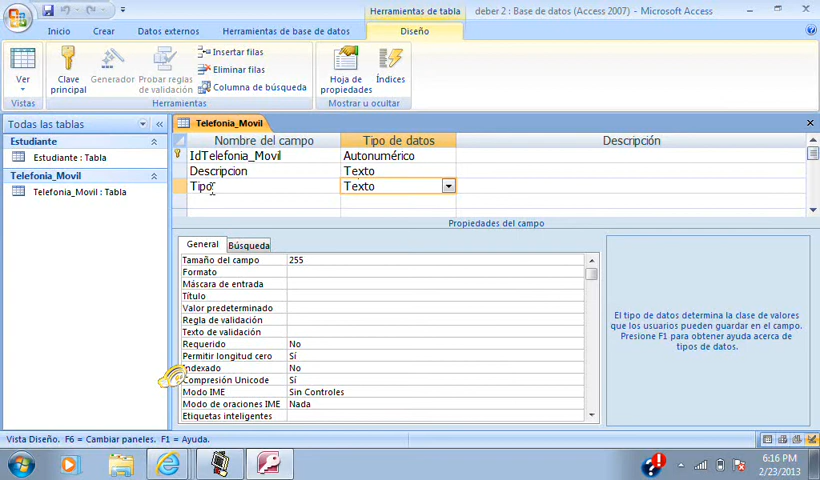 Herramientas de tabla
deber 2 : Base de datos (Access 2007) - Microsoft Access
Inicio
Crear
Datos externos
Herramientas de base de datos
Diseño
Ver
Clave principal
Generador
Probar reglas de validación
Insertar filas
Eliminar filas
Columna de búsqueda
Hoja de propiedades
Índices
Vistas
Herramientas
Mostrar u ocultar
Todas las tablas
Estudiante
Estudiante : Tabla
Telefonia_Movil
Telefonia_Movil : Tabla
Telefonia_Movil
Nombre del campo
Tipo de datos
Descripción
IdTelefonia_Movil
Autonumérico
Descripcion
Texto
Tipo
Texto
Propiedades del campo
General
Búsqueda
Tamaño del campo
255
Formato
Máscara de entrada
Título
Valor predeterminado
Regla de validación
Texto de validación
Requerido
No
Permitir longitud cero
Sí
Indexado
No
Compresión Unicode
Sí
Modo IME
Sin Controles
Modo de oraciones IME
Nada
Etiquetas inteligentes
El tipo de datos determina la clase de valores
que los usuarios pueden guardar en el campo.
Presione F1 para obtener ayuda acerca de
tipos de datos.
Vista Diseño. F6 = Cambiar paneles. F1 = Ayuda.
6:16 PM
2/23/2013